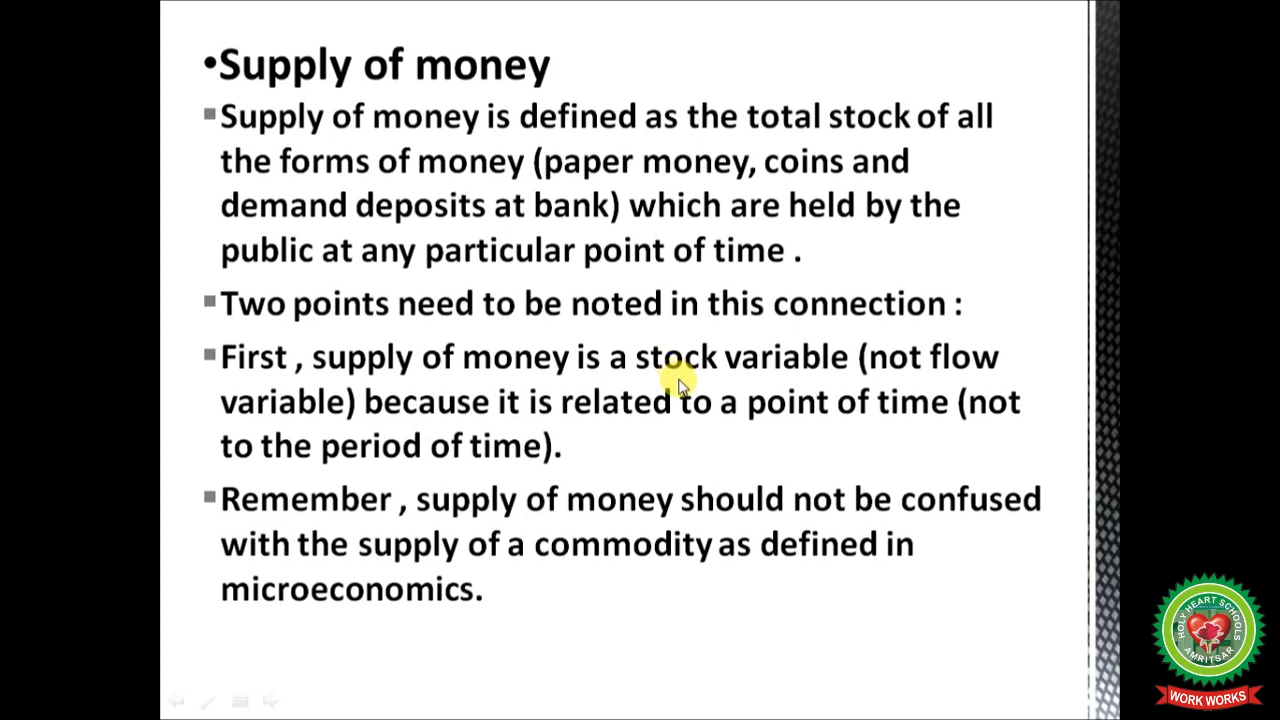 •Supply of money
▪Supply of money is defined as the total stock of all
the forms of money (paper money, coins and
demand deposits at bank) which are held by the
public at any particular point of time .
▪Two points need to be noted in this connection :
▪First , supply of money is a stock variable (not flow
variable) because it is related to a point of time (not
to the period of time).
▪Remember , supply of money should not be confused
with the supply of a commodity as defined in
microeconomics.
HOLY HEART SCHOOLS
AMRITSAR
WORK WORKS